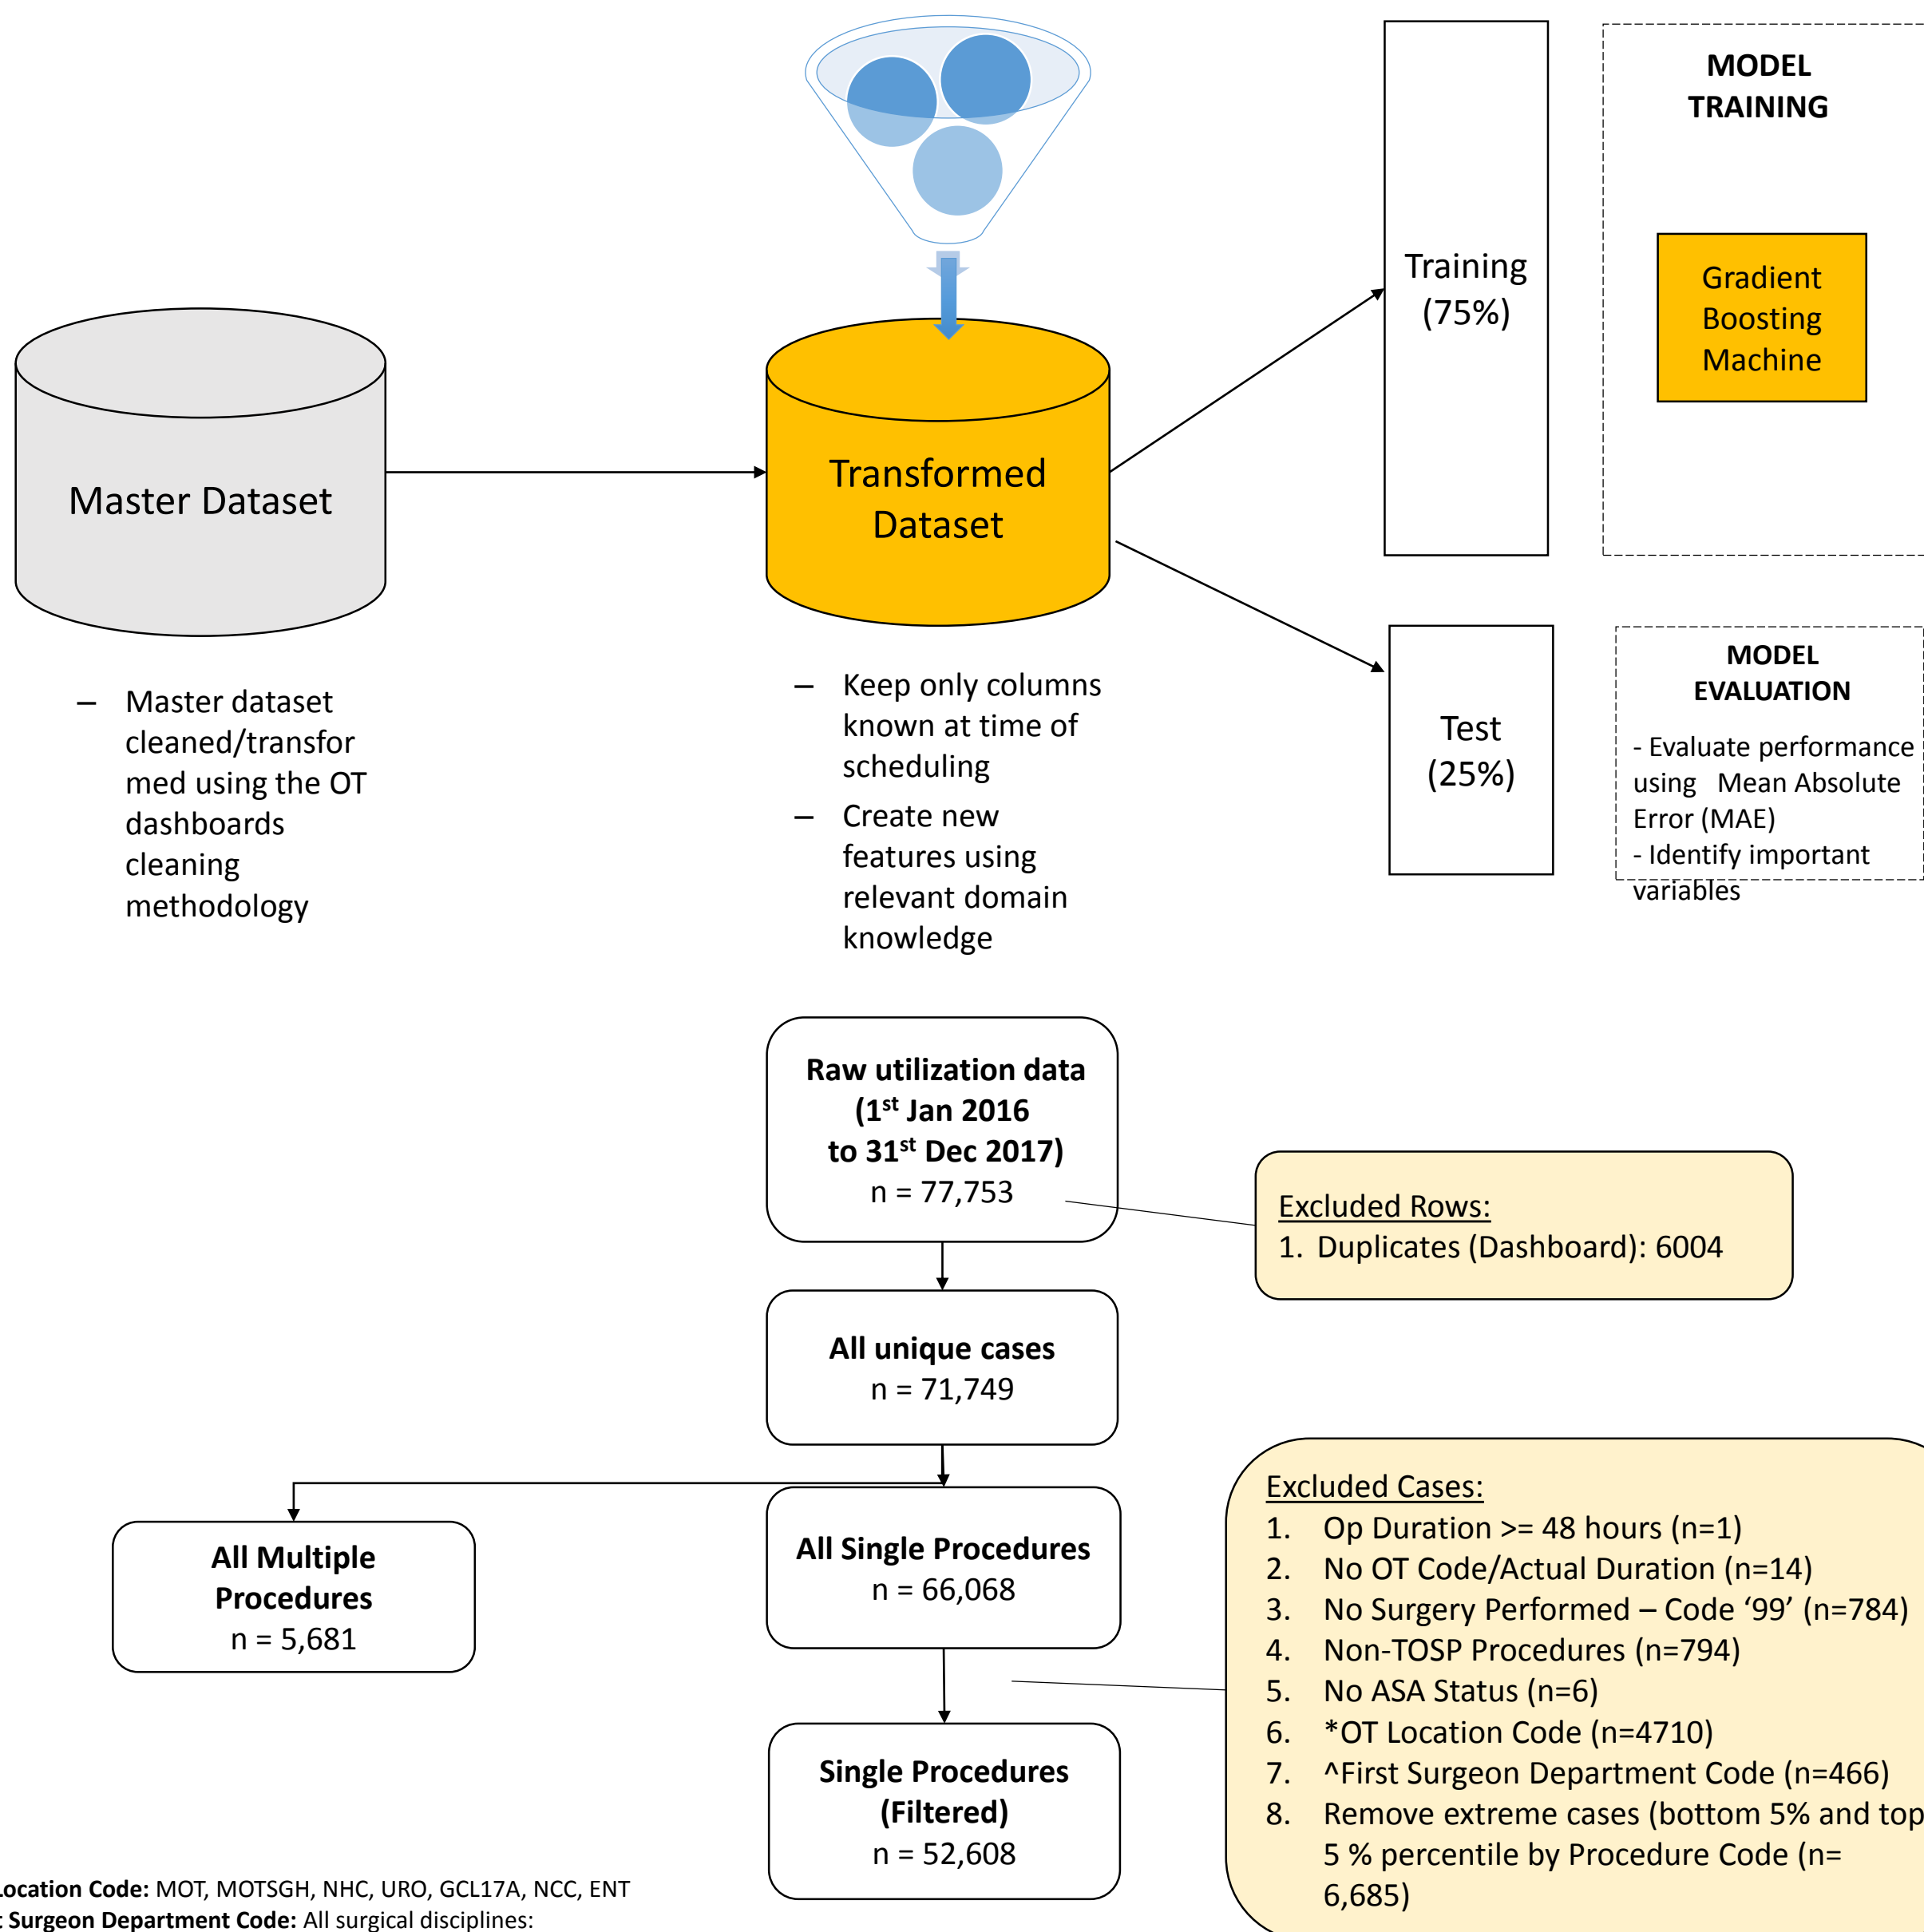 MODEL
TRAINING
Training
(75%)
Gradient
Boosting
Machine
Master Dataset
Transformed
Dataset
Test
(25%)
MODEL
EVALUATION
- Evaluate performance
using Mean Absolute
Error (MAE)
- Identify important
variables
– Master dataset
cleaned/transfor
med using the OT
dashboards
cleaning
methodology
– Keep only columns
known at time of
scheduling
– Create new
features using
relevant domain
knowledge
Raw utilization data
(1st Jan 2016
to 31st Dec 2017)
n = 77,753
Excluded Rows:
1. Duplicates (Dashboard): 6004
All unique cases
n = 71,749
All Multiple
Procedures
n = 5,681
All Single Procedures
n = 66,068
Excluded Cases:
1. Op Duration >= 48 hours (n=1)
2. No OT Code/Actual Duration (n=14)
3. No Surgery Performed – Code ‘99’ (n=784)
4. Non-TOSP Procedures (n=794)
5. No ASA Status (n=6)
6. *OT Location Code (n=4710)
7. ^First Surgeon Department Code (n=466)
8. Remove extreme cases (bottom 5% and top
5 % percentile by Procedure Code (n=
6,685)
Single Procedures
(Filtered)
n = 52,608
Location Code: MOT, MOTSGH, NHC, URO, GCL17A, NCC, ENT
Surgeon Department Code: All surgical disciplines: